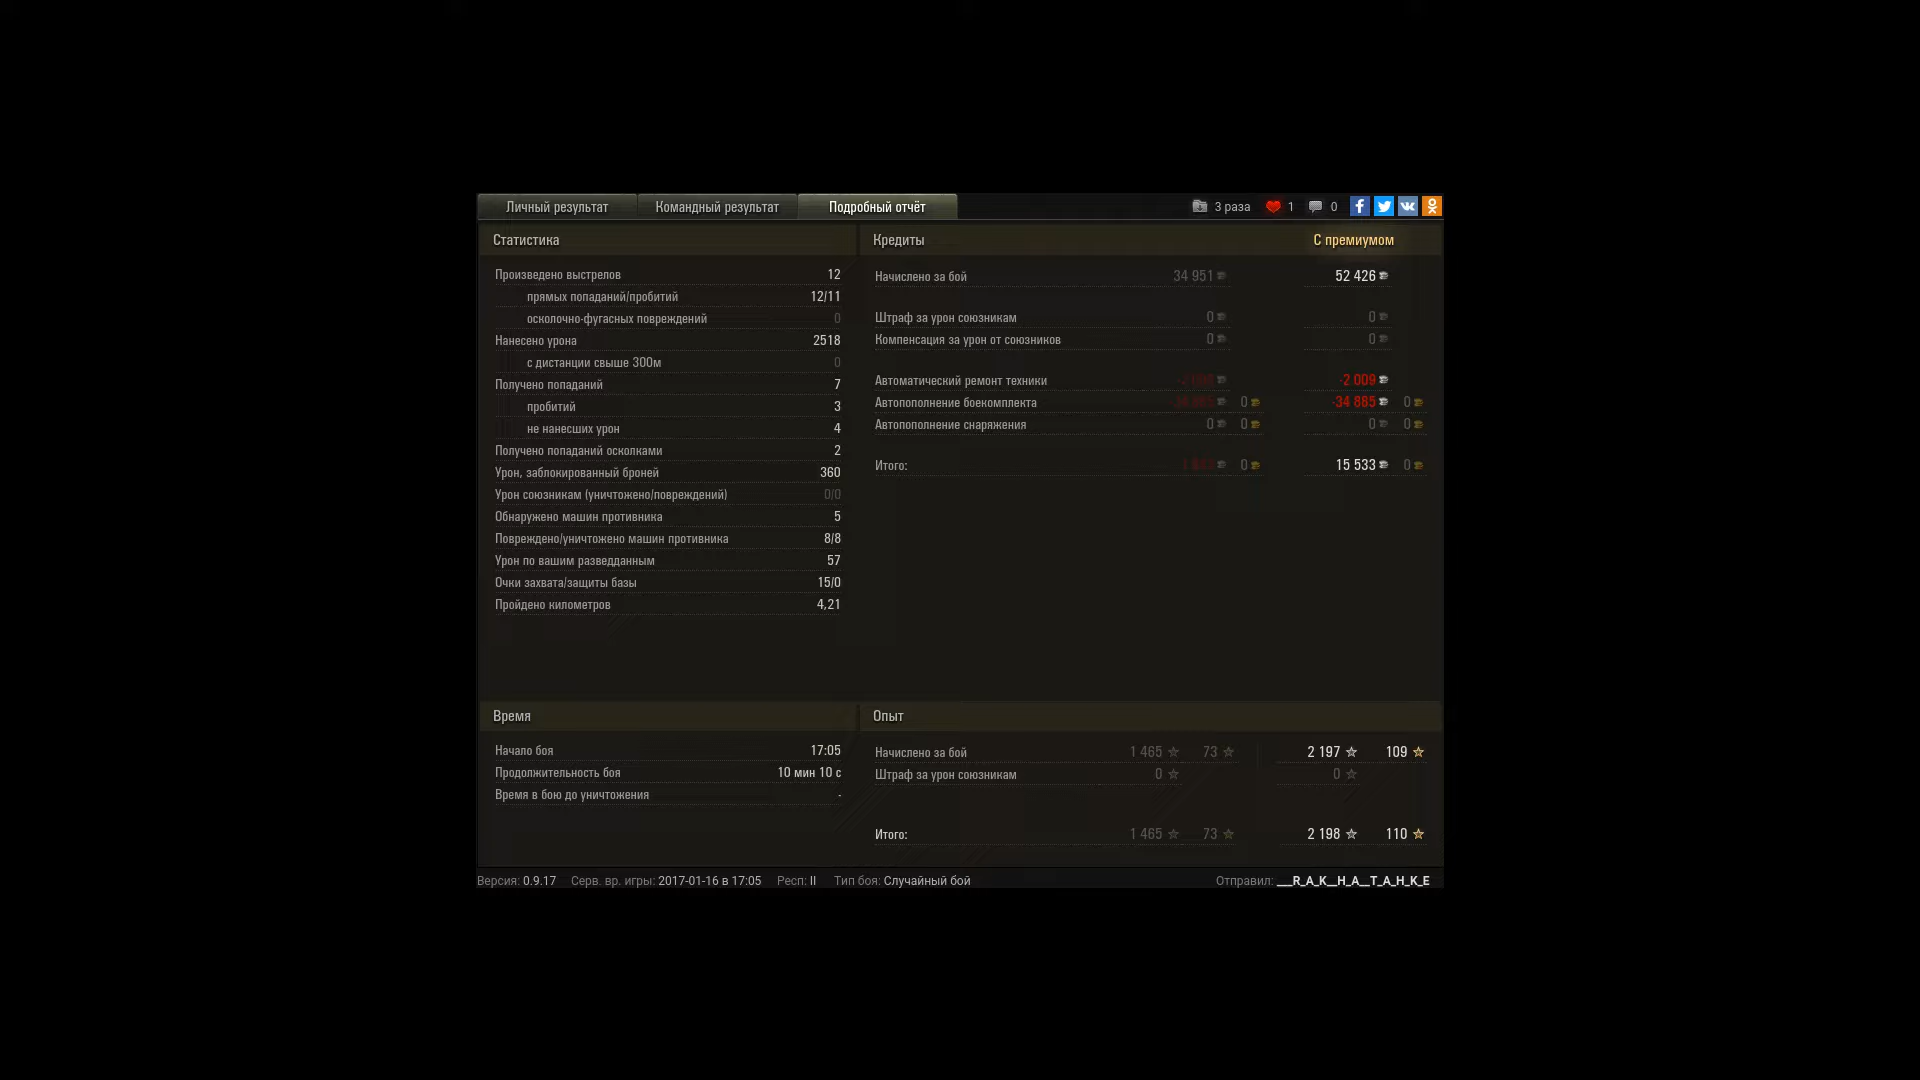 Личный результат Командный результат Подробный отчёт 3 раза 1 0
Статистика
Произведено выстрелов 12
прямых попаданий/пробитий 12/11
осколочно-фугасных повреждений 0
Нанесено урона 2518
с дистанции свыше 300м 0
Получено попаданий 7
пробитий 3
не нанесших урон 4
Получено попаданий осколками 2
Урон, заблокированный броней 360
Урон союзникам (уничтожено/повреждений) 0/0
Обнаружено машин противника 5
Повреждено/уничтожено машин противника 8/8
Урон по вашим разведданным 57
Очки захвата/защиты базы 15/0
Пройдено километров 4,21
Кредиты С премиумом
Начислено за бой 34 951 52 426
Штраф за урон союзникам 0 0
Компенсация за урон от союзников 0 0
Автоматический ремонт техники -2 009
Автопополнение боекомплекта 0 -34 885 0
Автопополнение снаряжения 0 0 0 0
Итого: 0 15 533 0
Время
Начало боя 17:05
Продолжительность боя 10 мин 10 с
Время в бою до уничтожения -
Опыт
Начислено за бой 1 465 73 2 197 109
Штраф за урон союзникам 0 0
Итого: 1 465 73 2 198 110
Версия: 0.9.17 Серв. вр. игры: 2017-01-16 в 17:05 Респ: II Тип боя: Случайный бой Отправил: __R_A_K__H_A__T_A_H_K_E